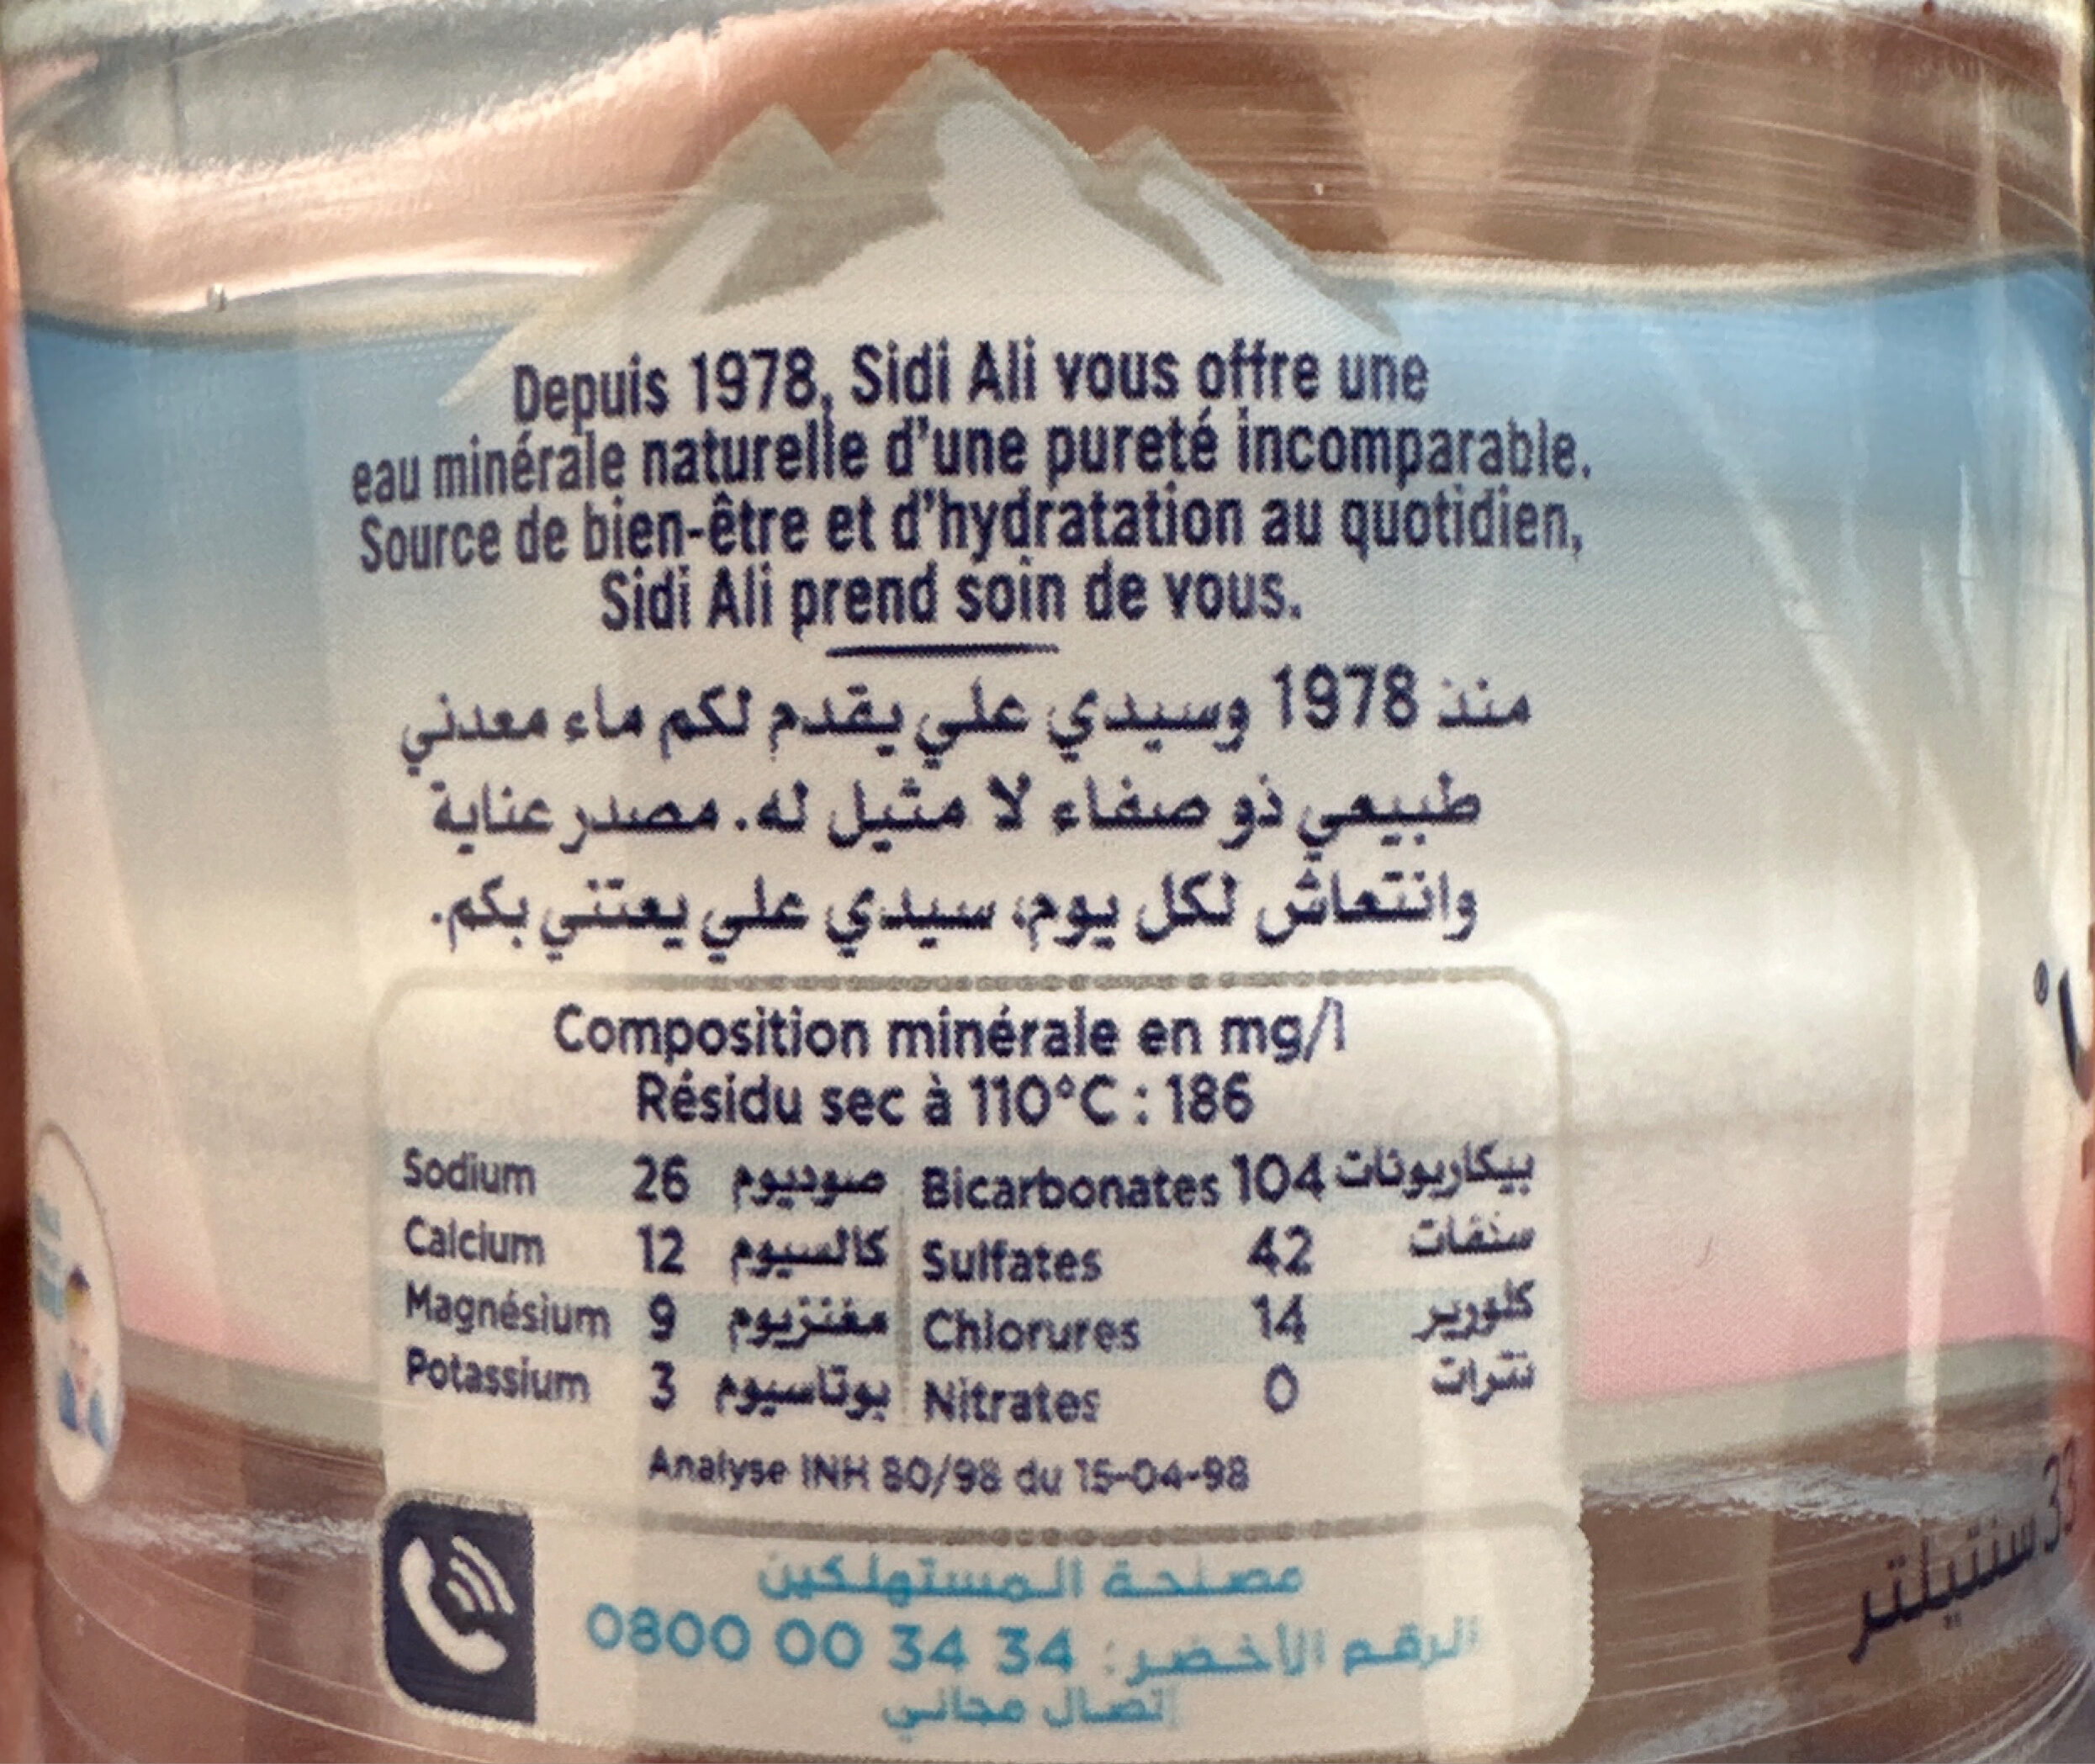 Depuis 1978, Sidi Ali vous offre une
eau minérale naturelle d'une pureté incomparable.
Source de bien-être et d'hydratation au quotidien,
Sidi Ali prend soin de vous.
منذ 1978 وسيدي علي يقدم لكم ماء معدني
طبيعي ذو صفاء لا مثيل له. مصدر عناية
وانتعاش لكل يوم، سيدي علي يعتني بكم.
Composition minérale en mg/l
Résidu sec à 110°C : 186
Sodium 26 صوديوم Bicarbonates 104 بيكاربونات
Calcium 12 كالسيوم Sulfates 42 سلفات
Magnésium 9 مغنزيوم Chlorures 14 كلورير
Potassium 3 بوتاسيوم Nitrates 0 نترات
Analyse INH 80/98 du 15-04-98
مصلحة المستهلكين
الرقم الأخضر: 0800 00 34 34
اتصال مجاني
33 سنتيلتر